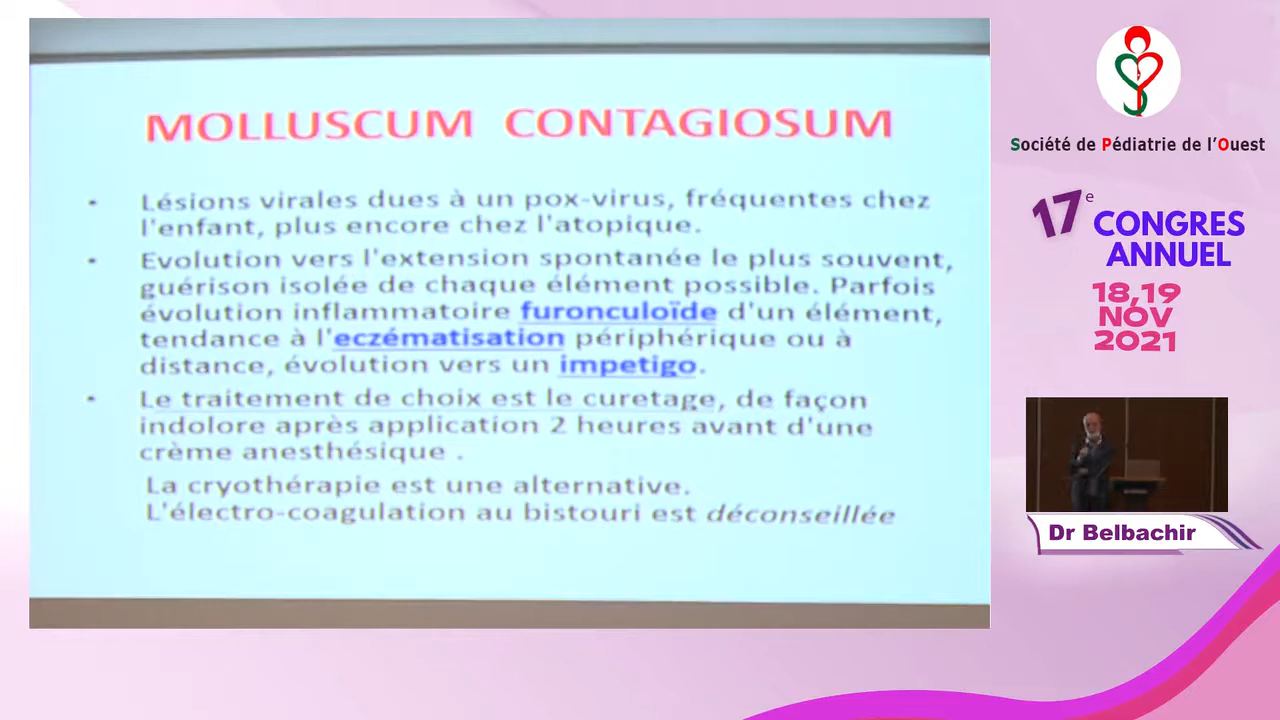 MOLLUSCUM CONTAGIOSUM
• Lésions virales dues à un pox-virus, fréquentes chez
l'enfant, plus encore chez l'atopique.
• Evolution vers l'extension spontanée le plus souvent,
guérison isolée de chaque élément possible. Parfois
évolution inflammatoire furonculoïde d'un élément,
tendance à l'eczématisation périphérique ou à
distance, évolution vers un impetigo.
• Le traitement de choix est le curetage, de façon
indolore après application 2 heures avant d'une
crème anesthésique .
La cryothérapie est une alternative.
L'électro-coagulation au bistouri est déconseillée
Société de Pédiatrie de l'Ouest
17e CONGRES
ANNUEL
18,19
NOV
2021
Dr Belbachir